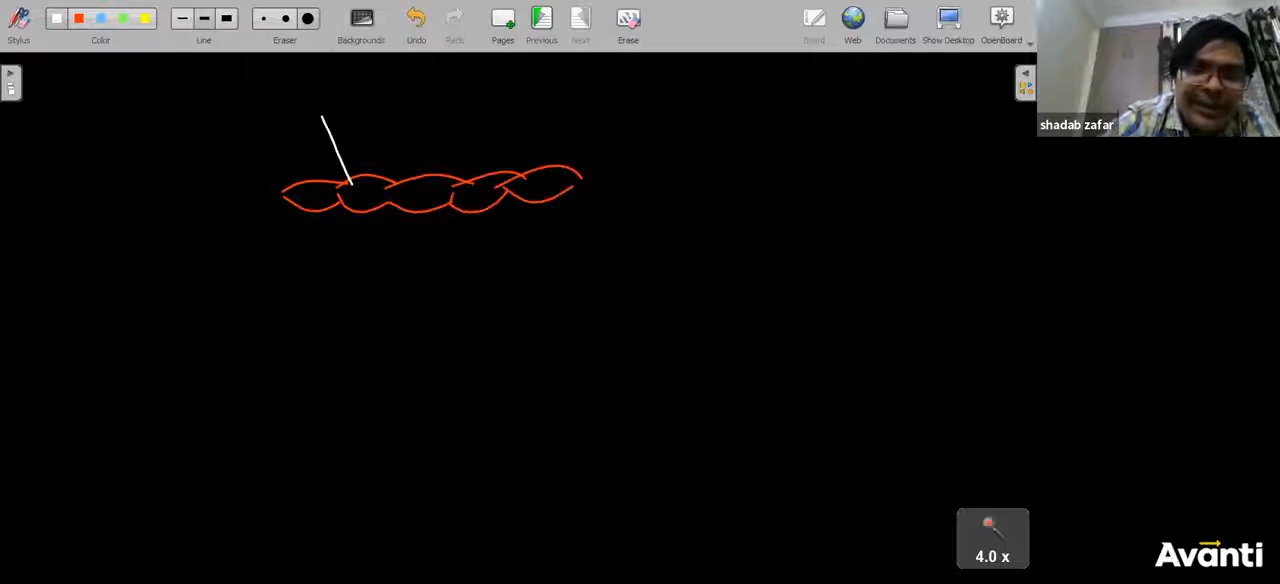 Stylus
Color
Line
Eraser
Backgrounds
Undo
Redo
Pages
Previous
Next
Erase
Board
Web
Documents
Show Desktop
OpenBoard
shadab zafar
4.0 x
Avanti